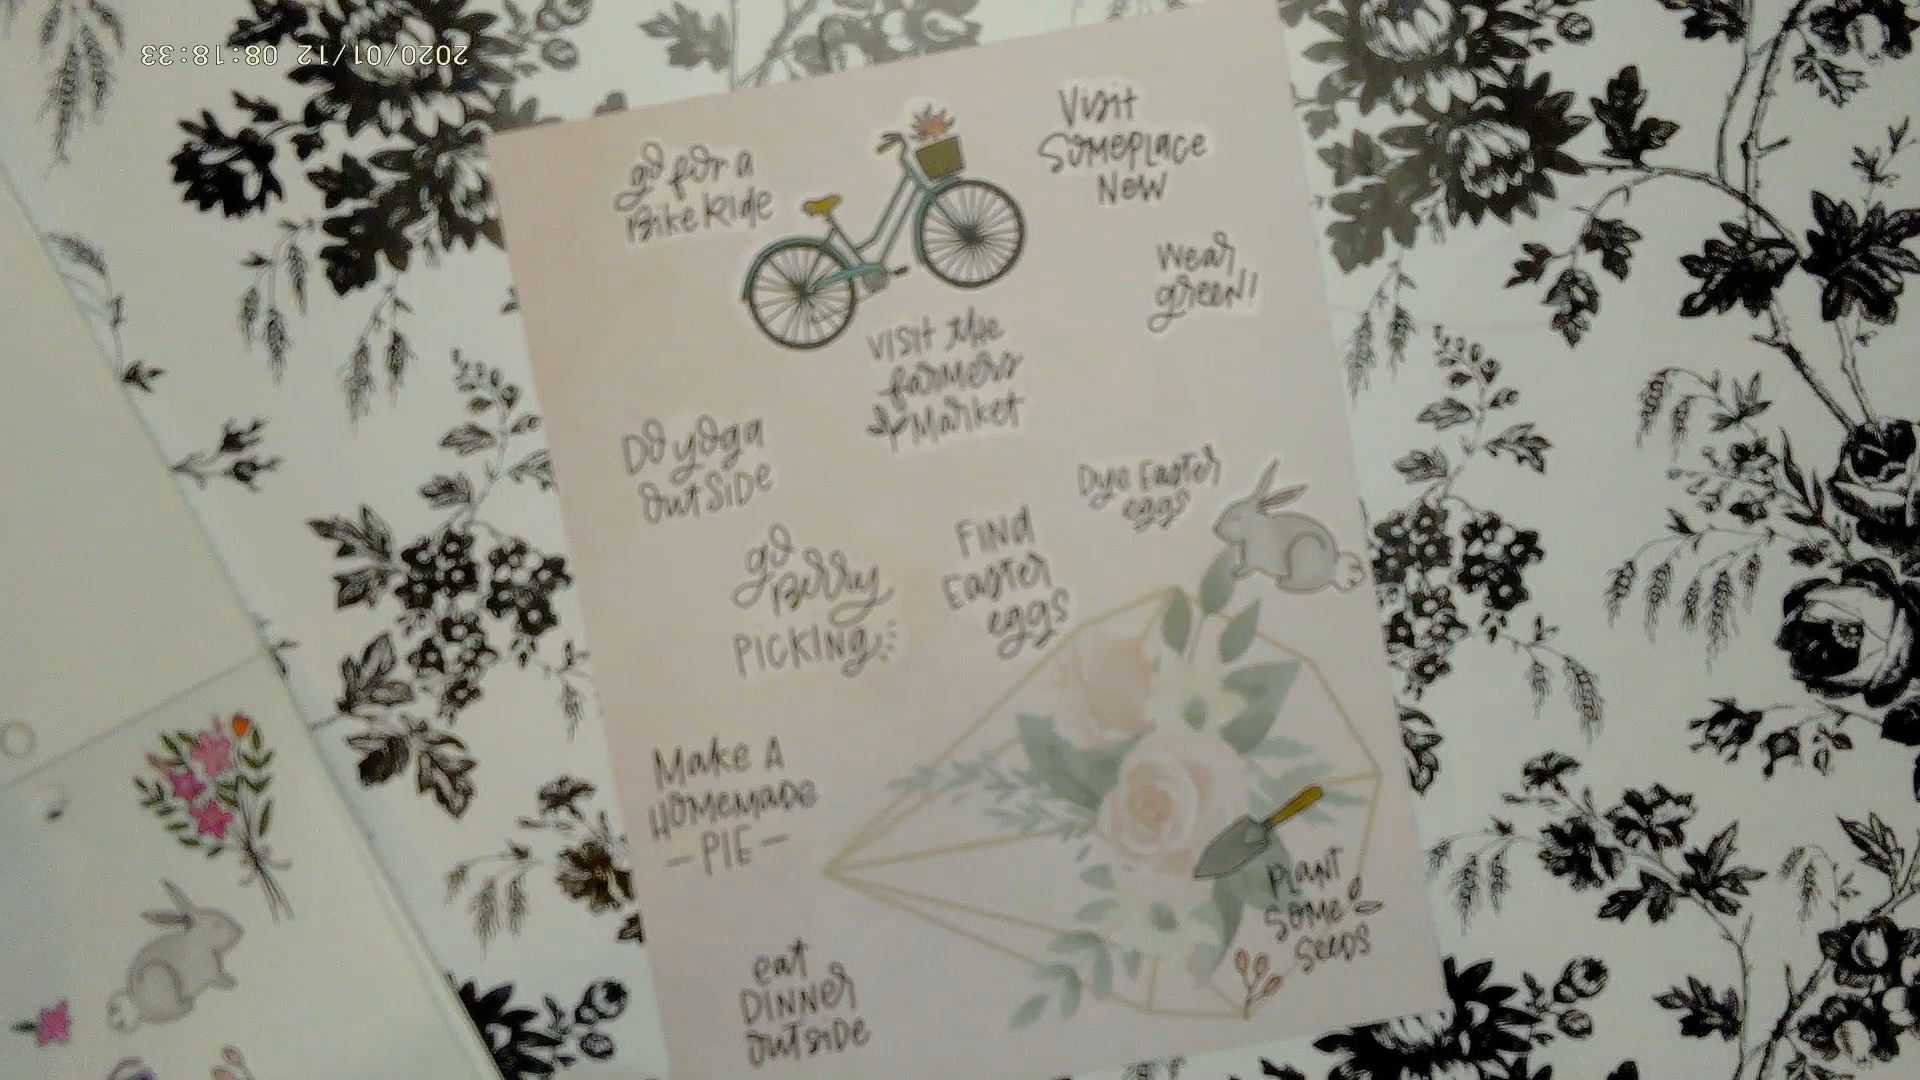 2020/01/12 08:18:33
go for a
Bike Ride
Visit
Someplace
New
Wear
green!
Visit the
farmers
Market
Do yoga
outside
Dye Easter
eggs
go
Berry
PICKING
FIND
Easter
eggs
Make A
Homemade
- PIE -
PLANT
Some
Seeds
eat
DINNer
outside